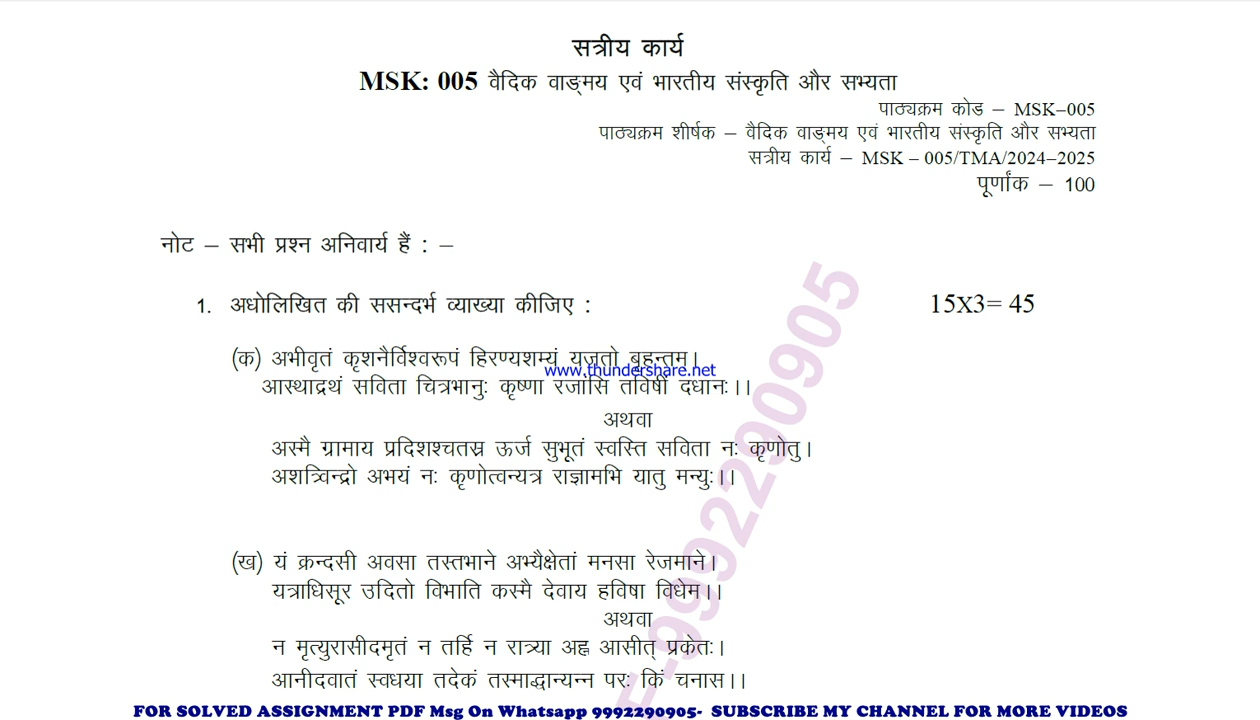 सत्रीय कार्य
MSK: 005 वैदिक वाङ्मय एवं भारतीय संस्कृति और सभ्यता
पाठ्यक्रम कोड – MSK–005
पाठ्यक्रम शीर्षक – वैदिक वाङ्मय एवं भारतीय संस्कृति और सभ्यता
सत्रीय कार्य – MSK – 005/TMA/2024–2025
पूर्णांक – 100
नोट – सभी प्रश्न अनिवार्य हैं : –
1. अधोलिखित की ससन्दर्भ व्याख्या कीजिए : 15X3= 45
(क) अभीवृतं कृशनैर्विश्वरूपं हिरण्यशम्यं यजतो बृहन्तम।
www.thundershare.net
आस्थाद्रथं सविता चित्रभानुः कृष्णा रजांसि तविषीं दधानः।।
अथवा
अस्मै ग्रामाय प्रदिशश्चतस्र ऊर्ज सुभूतं स्वस्ति सविता नः कृणोतु।
अशत्र्विन्द्रो अभयं नः कृणोत्वन्यत्र राज्ञामभि यातु मन्युः।।
(ख) यं क्रन्दसी अवसा तस्तभाने अभ्यैक्षेतां मनसा रेजमाने।
यत्राधिसूर उदितो विभाति कस्मै देवाय हविषा विधेम।।
अथवा
न मृत्युरासीदमृतं न तर्हि न रात्र्या अह्न आसीत् प्रकेतः।
आनीदवातं स्वधया तदेकं तस्माद्धान्यन्न परः किं चनास।।
E-9992290905
FOR SOLVED ASSIGNMENT PDF Msg On Whatsapp 9992290905- SUBSCRIBE MY CHANNEL FOR MORE VIDEOS